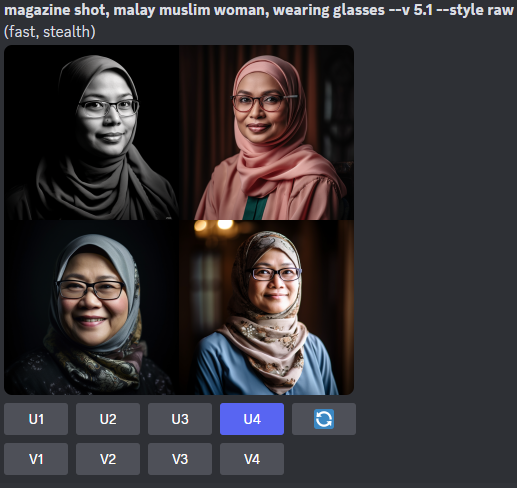 magazine shot, malay muslim woman, wearing glasses --v 5.1 --style raw
(fast, stealth)
U1 U2 U3 U4
V1 V2 V3 V4